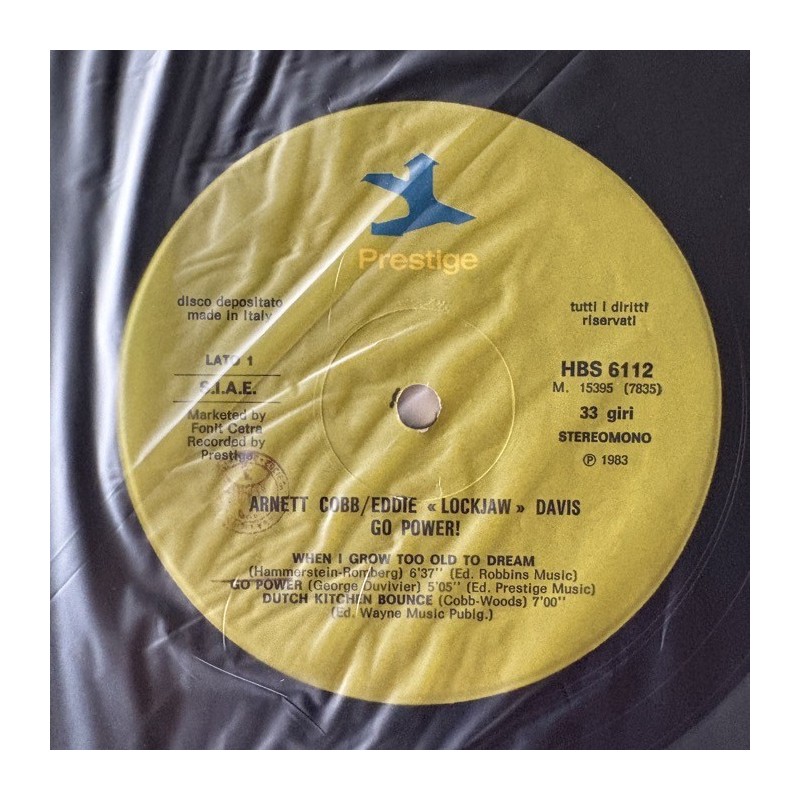 Prestige
disco depositato
made in Italy
tutti i diritti
riservati
LATO 1
S.I.A.E.
Marketed by
Fonit Cetra
Recorded by
Prestige
HBS 6112
M. 15395 (7835)
33 giri
STEREOMONO
℗ 1983
ARNETT COBB/EDDIE « LOCKJAW » DAVIS
GO POWER!
WHEN I GROW TOO OLD TO DREAM
(Hammerstein-Romberg) 6'37" (Ed. Robbins Music)
GO POWER (George Duvivier) 5'05" (Ed. Prestige Music)
DUTCH KITCHEN BOUNCE (Cobb-Woods) 7'00"
(Ed. Wayne Music Publg.)